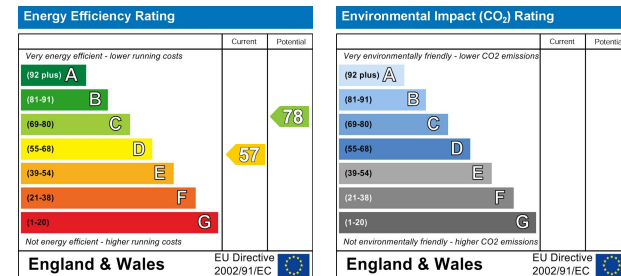 Energy Efficiency Rating
Current Potential
Very energy efficient - lower running costs
(92 plus) A
(81-91) B
(69-80) C
78
(55-68) D
57
(39-54) E
(21-38) F
(1-20) G
Not energy efficient - higher running costs
England & Wales
EU Directive
2002/91/EC
Environmental Impact (CO₂) Rating
Current Potentia
Very environmentally friendly - lower CO2 emissions
(92 plus) A
(81-91) B
(69-80) C
(55-68) D
(39-54) E
(21-38) F
(1-20) G
Not environmentally friendly - higher CO2 emissions
England & Wales
EU Directive
2002/91/EC